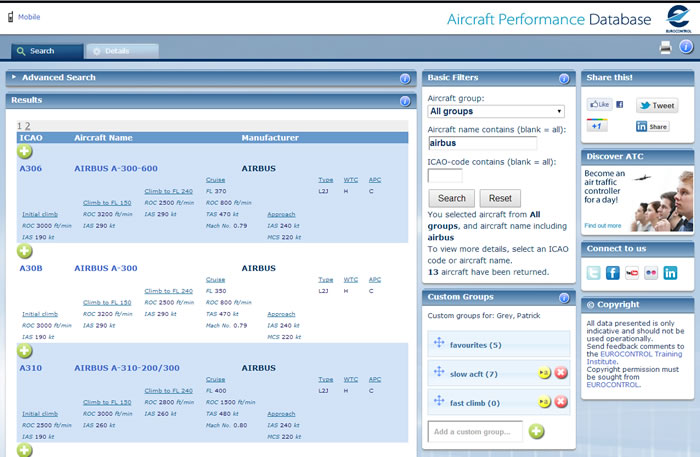 Mobile
Aircraft Performance Database
EUROCONTROL
Search
Details
Advanced Search
Results
1 2
ICAO Aircraft Name Manufacturer
A306 AIRBUS A-300-600 AIRBUS
Cruise Type WTC APC
Climb to FL 240 FL 370 L2J H C
Climb to FL 150 ROC 2500 ft/min ROC 800 ft/min
Initial climb ROC 3200 ft/min IAS 290 kt TAS 470 kt Approach
ROC 3000 ft/min IAS 290 kt Mach No. 0.79 IAS 240 kt
IAS 190 kt MCS 220 kt
A30B AIRBUS A-300 AIRBUS
Cruise Type WTC APC
Climb to FL 240 FL 350 L2J H C
Climb to FL 150 ROC 2500 ft/min ROC 800 ft/min
Initial climb ROC 3200 ft/min IAS 290 kt
ROC 3000 ft/min IAS 290 kt Mach No. 0.79 IAS 240 kt
IAS 190 kt MCS 220 kt
A310 AIRBUS A-310-200/300 AIRBUS
Cruise Type WTC APC
Climb to FL 240 FL 400 L2J H C
Climb to FL 150 ROC 2800 ft/min ROC 1500 ft/min
Initial climb ROC 3000 ft/min IAS 260 kt TAS 480 kt Approach
ROC 2500 ft/min IAS 260 kt Mach No. 0.80 IAS 240 kt
IAS 190 kt MCS 220 kt
Basic Filters
Aircraft group:
All groups
Aircraft name contains (blank = all):
airbus
ICAO-code contains (blank = all):
Search Reset
You selected aircraft from All
groups, and aircraft name including
airbus
To view more details, select an ICAO
code or aircraft name.
13 aircraft have been returned.
Custom Groups
Custom groups for: Grey, Patrick
favourites (5)
slow acft (7)
fast climb (0)
Add a custom group...
Share this!
Like
Tweet
+1
Share
Discover ATC
Become an
air traffic
controller
for a day!
Find out more
Connect to us
You Tube
© Copyright
All data presented is only
indicative and should not be
used operationally.
Send feedback comments to
the EUROCONTROL Training
Institute.
Copyright permission must
be sought from
EUROCONTROL.